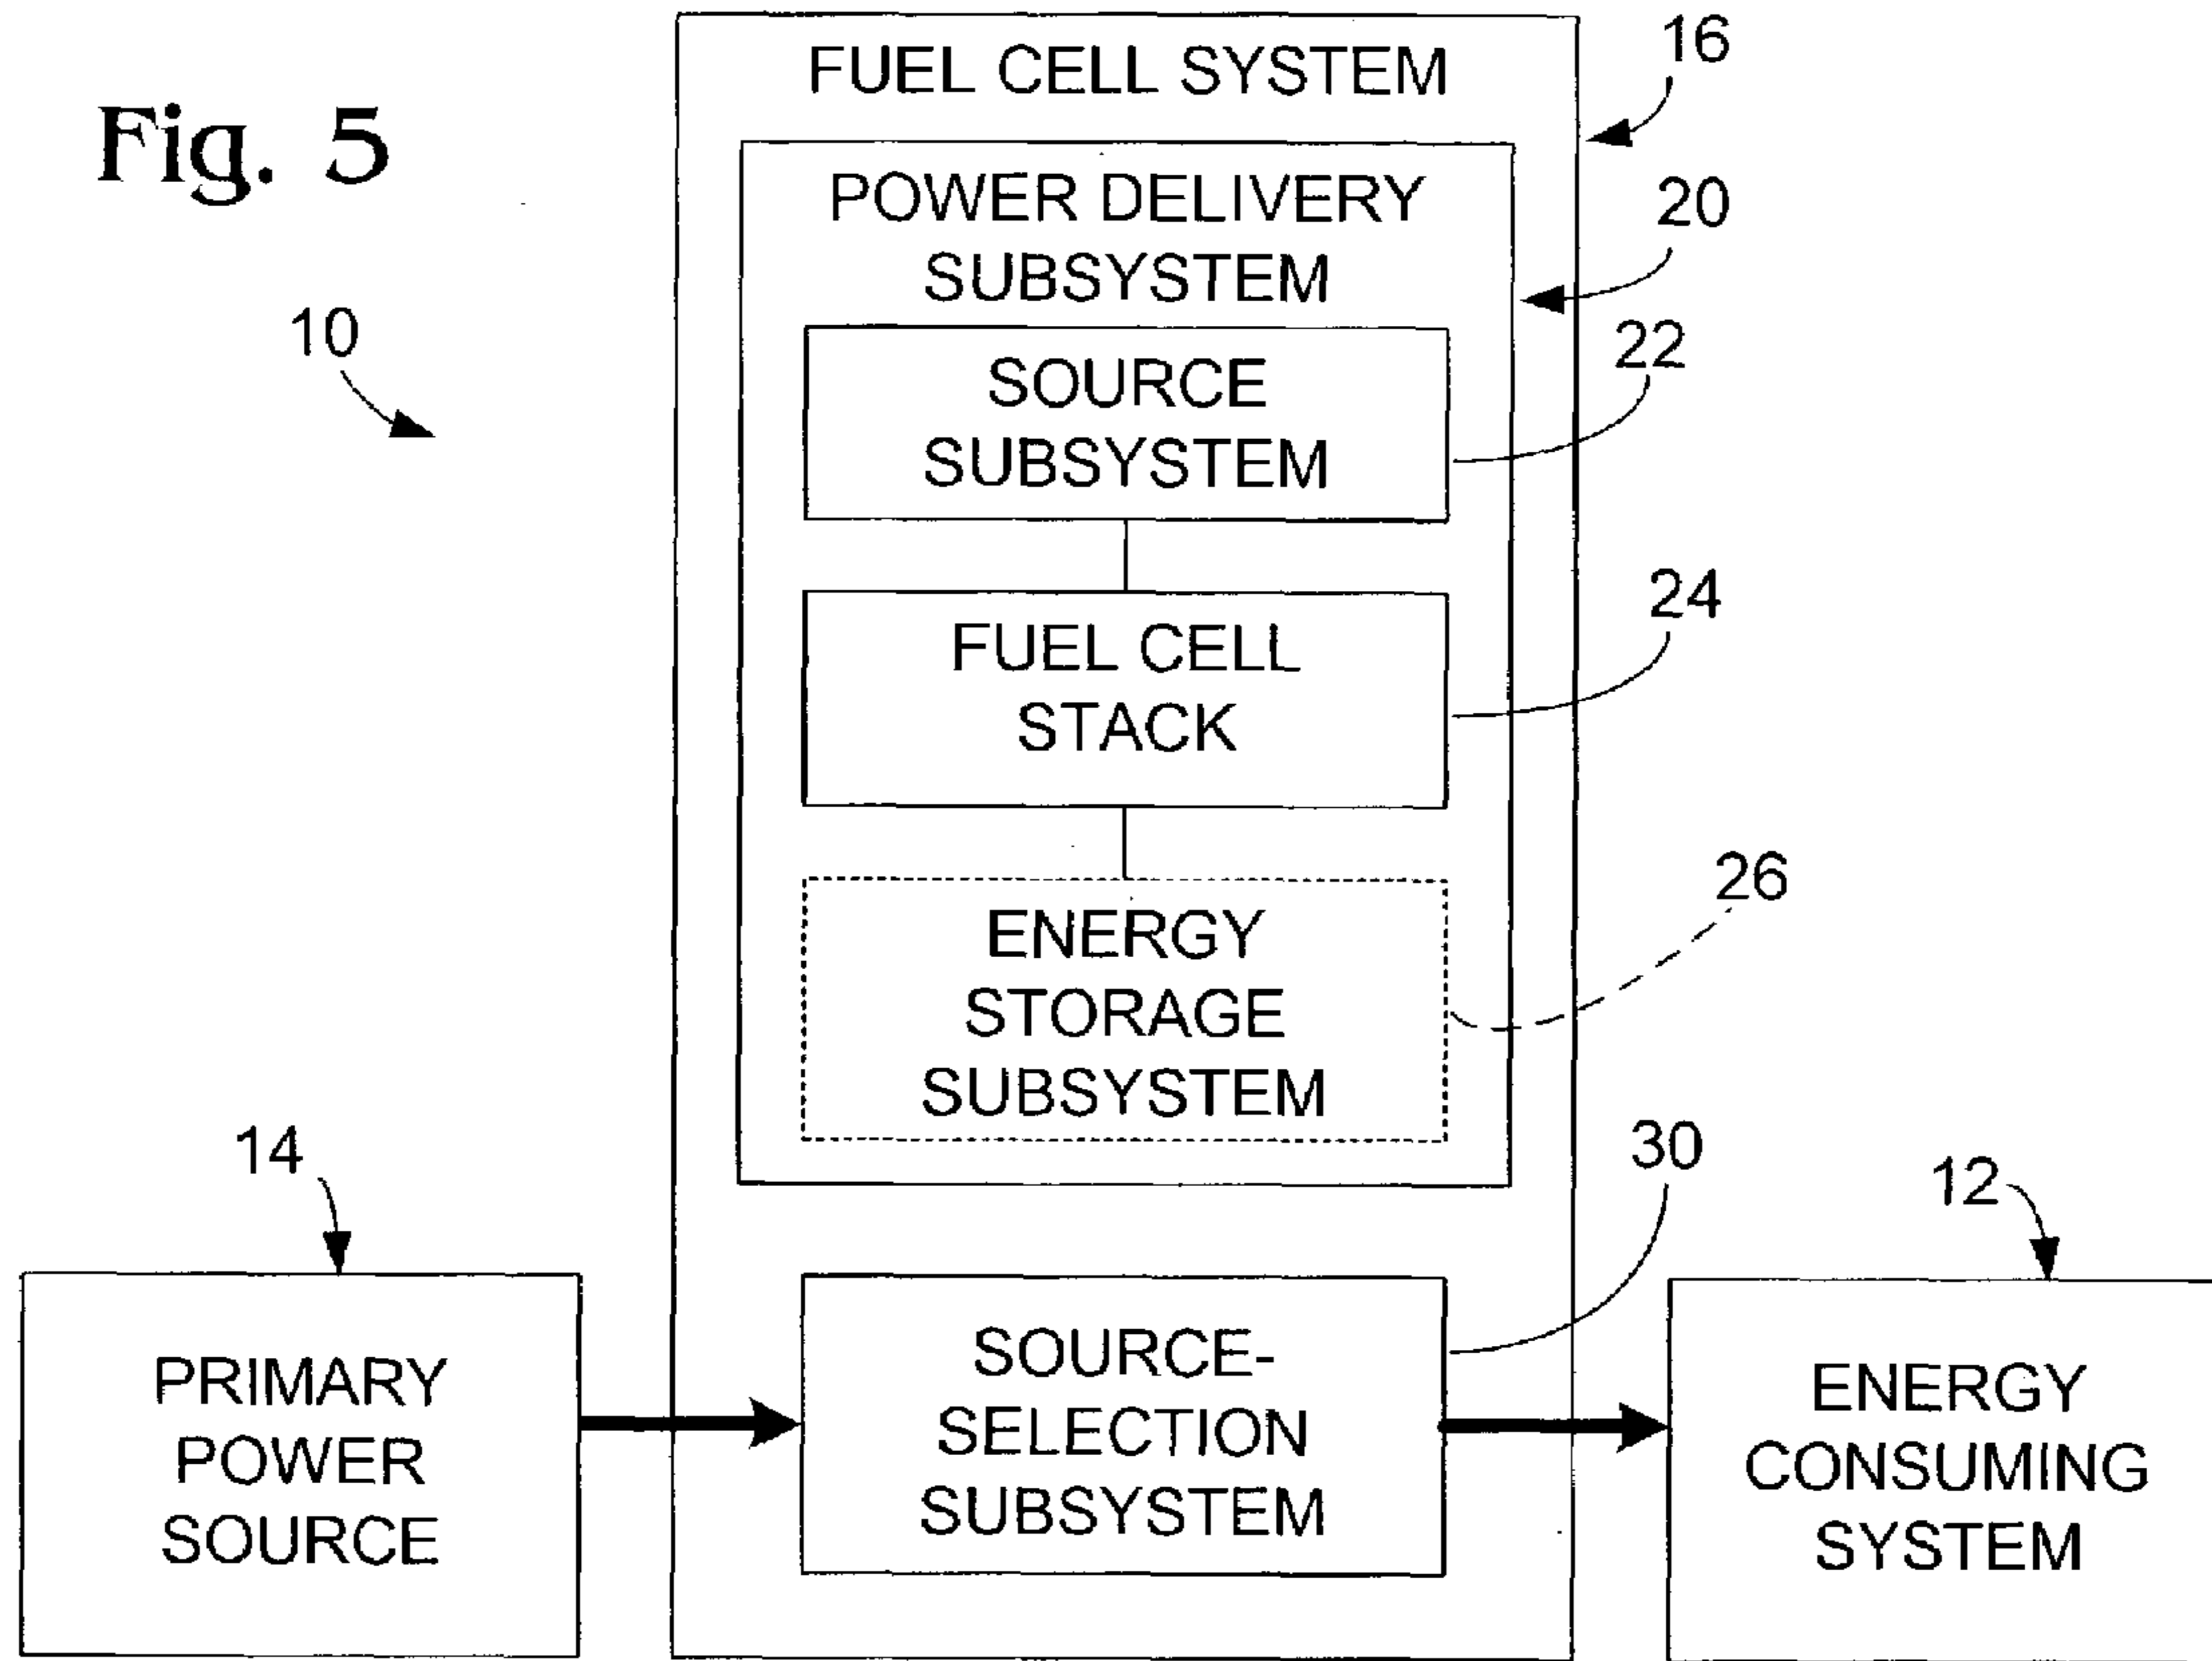 Fig. 5
10
FUEL CELL SYSTEM
16
POWER DELIVERY
SUBSYSTEM
20
SOURCE
SUBSYSTEM
22
FUEL CELL
STACK
24
ENERGY
STORAGE
SUBSYSTEM
26
14
PRIMARY
POWER
SOURCE
SOURCE-
SELECTION
SUBSYSTEM
30
12
ENERGY
CONSUMING
SYSTEM